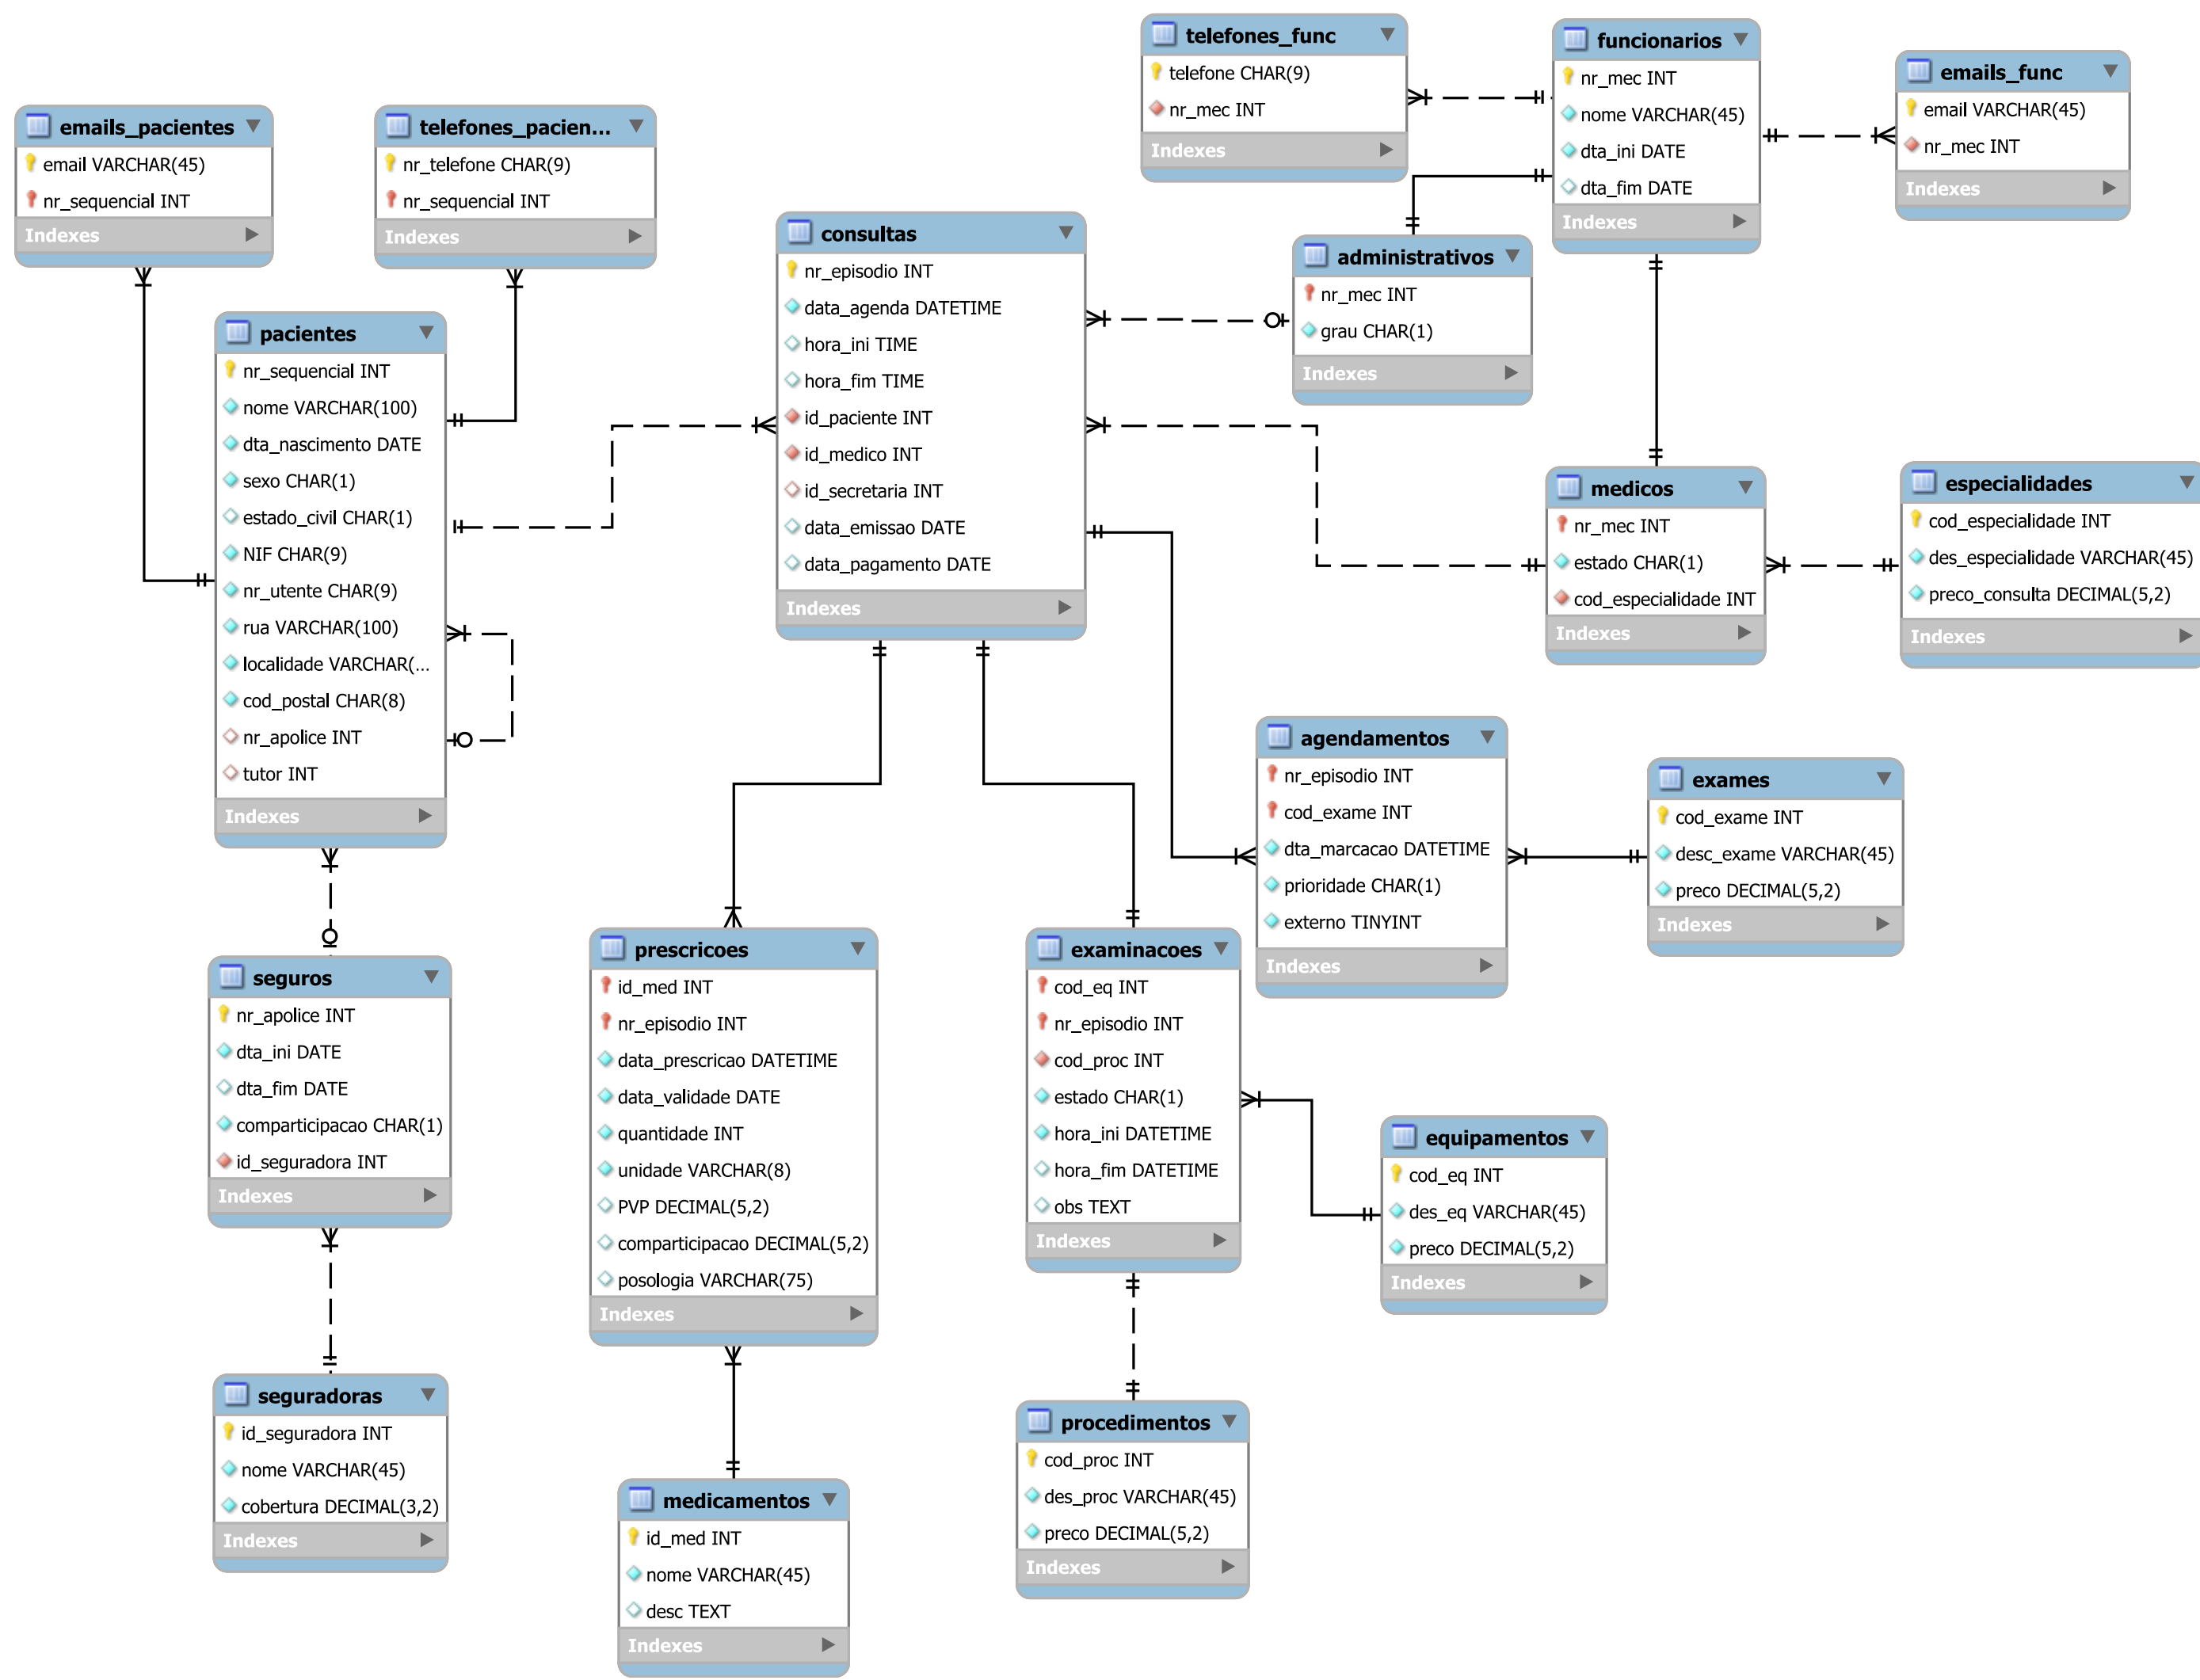 telefones_func
telefone CHAR(9)
nr_mec INT
Indexes
funcionarios
nr_mec INT
nome VARCHAR(45)
dta_ini DATE
dta_fim DATE
Indexes
emails_func
email VARCHAR(45)
nr_mec INT
Indexes
emails_pacientes
email VARCHAR(45)
nr_sequencial INT
Indexes
telefones_pacien...
nr_telefone CHAR(9)
nr_sequencial INT
Indexes
consultas
nr_episodio INT
data_agenda DATETIME
hora_ini TIME
hora_fim TIME
id_paciente INT
id_medico INT
id_secretaria INT
data_emissao DATE
data_pagamento DATE
Indexes
administrativos
nr_mec INT
grau CHAR(1)
Indexes
pacientes
nr_sequencial INT
nome VARCHAR(100)
dta_nascimento DATE
sexo CHAR(1)
estado_civil CHAR(1)
NIF CHAR(9)
nr_utente CHAR(9)
rua VARCHAR(100)
localidade VARCHAR(...
cod_postal CHAR(8)
nr_apolice INT
tutor INT
Indexes
medicos
nr_mec INT
estado CHAR(1)
cod_especialidade INT
Indexes
especialidades
cod_especialidade INT
des_especialidade VARCHAR(45)
preco_consulta DECIMAL(5,2)
Indexes
agendamentos
nr_episodio INT
cod_exame INT
dta_marcacao DATETIME
prioridade CHAR(1)
externo TINYINT
Indexes
exames
cod_exame INT
desc_exame VARCHAR(45)
preco DECIMAL(5,2)
Indexes
seguros
nr_apolice INT
dta_ini DATE
dta_fim DATE
comparticipacao CHAR(1)
id_seguradora INT
Indexes
prescricoes
id_med INT
nr_episodio INT
data_prescricao DATETIME
data_validade DATE
quantidade INT
unidade VARCHAR(8)
PVP DECIMAL(5,2)
comparticipacao DECIMAL(5,2)
posologia VARCHAR(75)
Indexes
examinacoes
cod_eq INT
nr_episodio INT
cod_proc INT
estado CHAR(1)
hora_ini DATETIME
hora_fim DATETIME
obs TEXT
Indexes
equipamentos
cod_eq INT
des_eq VARCHAR(45)
preco DECIMAL(5,2)
Indexes
seguradoras
id_seguradora INT
nome VARCHAR(45)
cobertura DECIMAL(3,2)
Indexes
medicamentos
id_med INT
nome VARCHAR(45)
desc TEXT
Indexes
procedimentos
cod_proc INT
des_proc VARCHAR(45)
preco DECIMAL(5,2)
Indexes